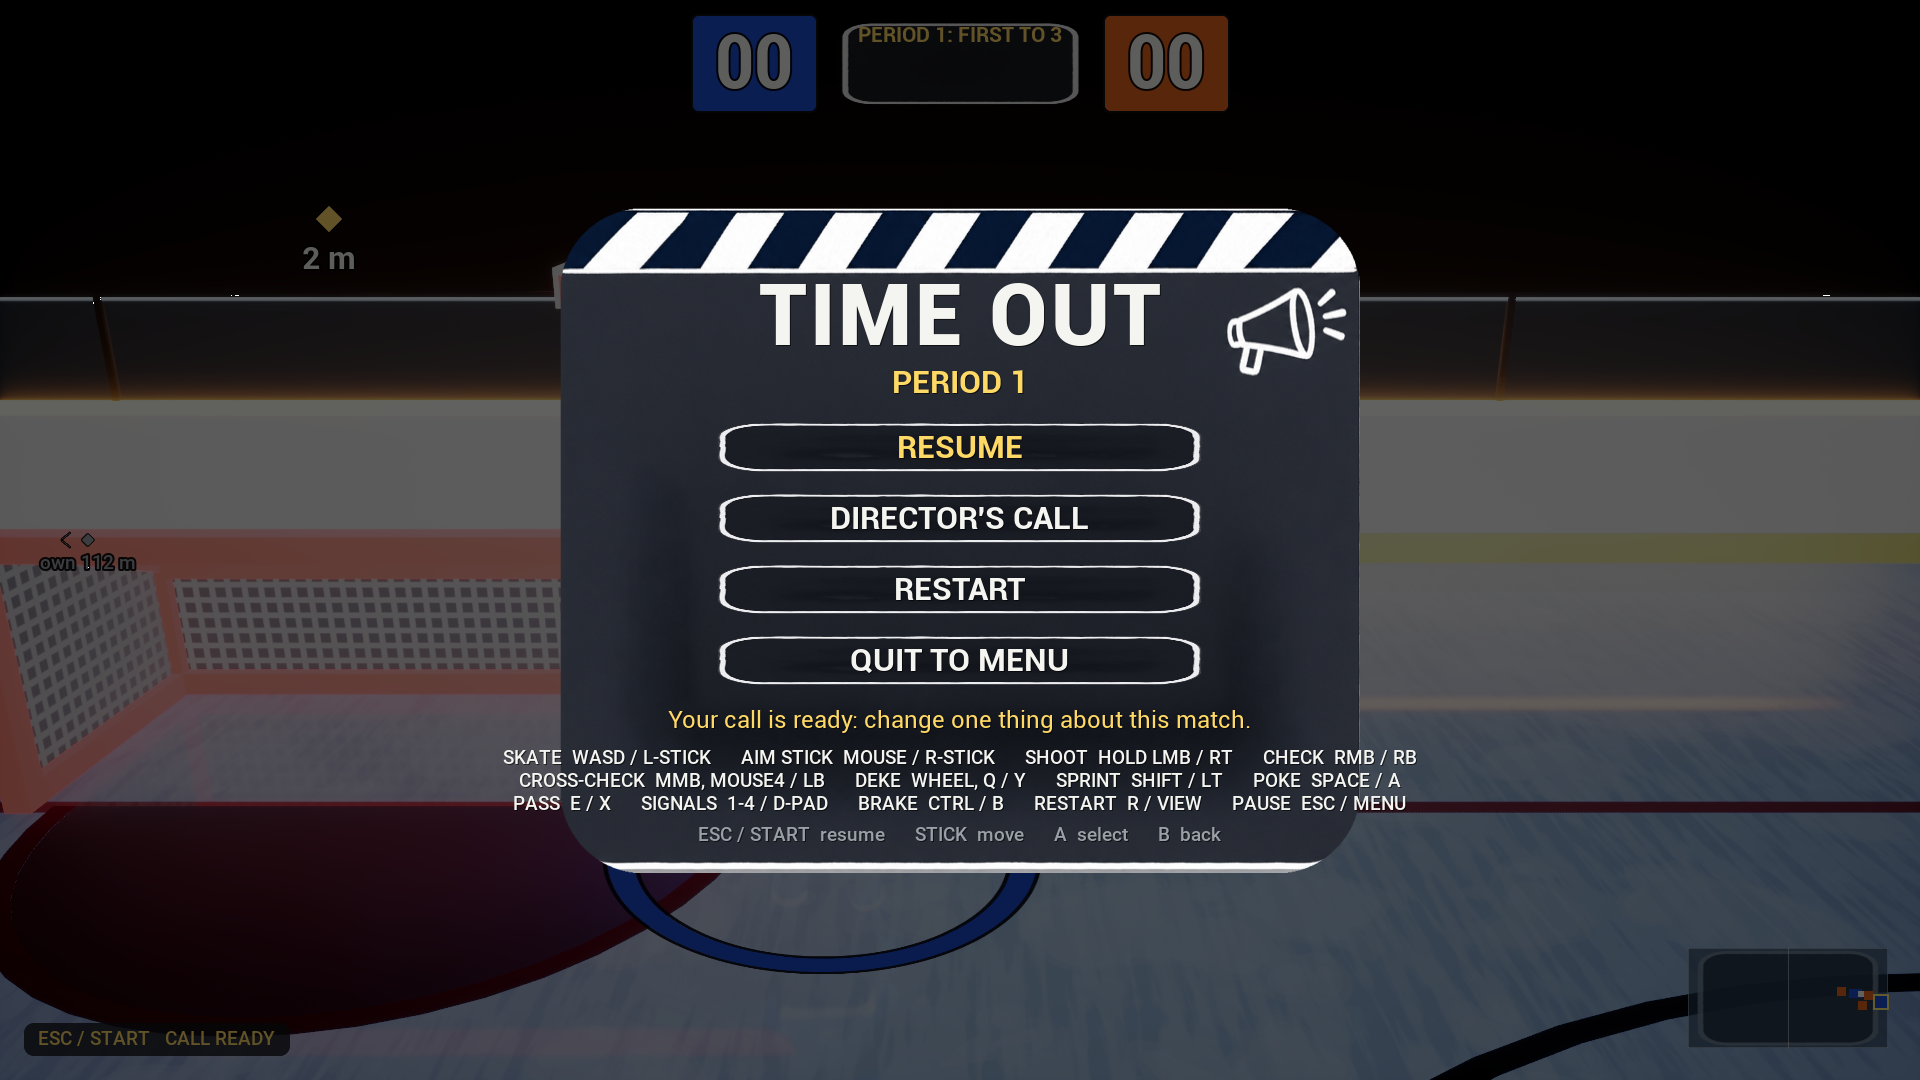 00
PERIOD 1: FIRST TO 3
00
2 m
TIME OUT
PERIOD 1
RESUME
DIRECTOR'S CALL
own 112 m
RESTART
QUIT TO MENU
Your call is ready: change one thing about this match.
SKATE WASD / L-STICK AIM STICK MOUSE / R-STICK SHOOT HOLD LMB / RT CHECK RMB / RB
CROSS-CHECK MMB, MOUSE4 / LB DEKE WHEEL, Q / Y SPRINT SHIFT / LT POKE SPACE / A
PASS E / X SIGNALS 1-4 / D-PAD BRAKE CTRL / B RESTART R / VIEW PAUSE ESC / MENU
ESC / START resume STICK move A select B back
ESC / START CALL READY